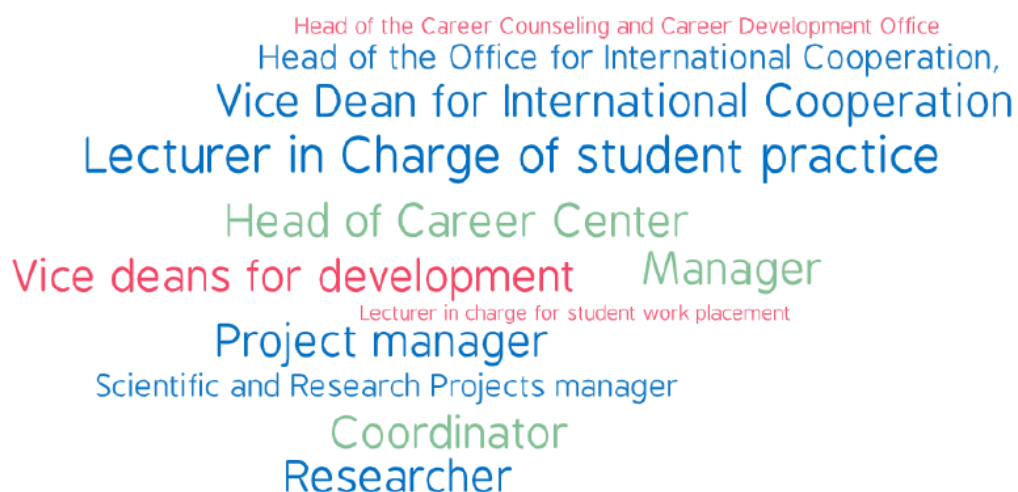 Head of the Career Counseling and Career Development Office
Head of the Office for International Cooperation,
Vice Dean for International Cooperation
Lecturer in Charge of student practice
Head of Career Center
Vice deans for development
Manager
Lecturer in charge for student work placement
Project manager
Scientific and Research Projects manager
Coordinator
Researcher